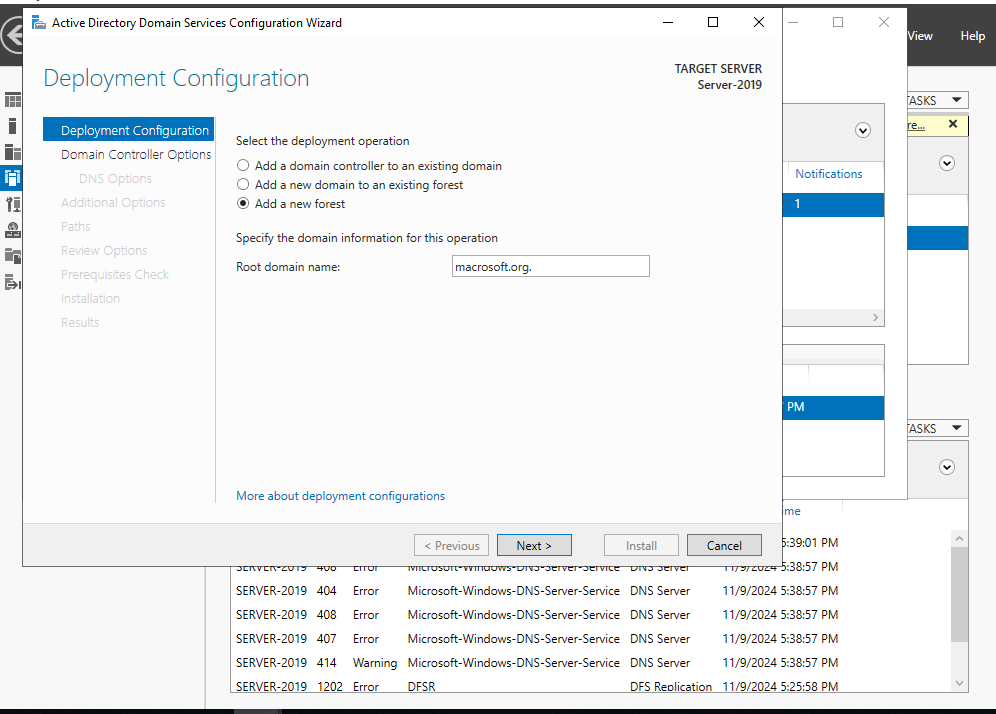 Active Directory Domain Services Configuration Wizard
View Help
Deployment Configuration
TARGET SERVER
Server-2019
Deployment Configuration
Domain Controller Options
DNS Options
Additional Options
Paths
Review Options
Prerequisites Check
Installation
Results
Select the deployment operation
Add a domain controller to an existing domain
Add a new domain to an existing forest
Add a new forest
Specify the domain information for this operation
Root domain name: macrosoft.org.
More about deployment configurations
< Previous Next > Install Cancel
ASKS
re...
Notifications
1
PM
ASKS
ime
5:39:01 PM
SERVER-2019 408 Error Microsoft-Windows-DNS-Server-Service DNS Server 11/9/2024 5:38:57 PM
SERVER-2019 404 Error Microsoft-Windows-DNS-Server-Service DNS Server 11/9/2024 5:38:57 PM
SERVER-2019 408 Error Microsoft-Windows-DNS-Server-Service DNS Server 11/9/2024 5:38:57 PM
SERVER-2019 407 Error Microsoft-Windows-DNS-Server-Service DNS Server 11/9/2024 5:38:57 PM
SERVER-2019 414 Warning Microsoft-Windows-DNS-Server-Service DNS Server 11/9/2024 5:38:57 PM
SERVER-2019 1202 Error DFSR DFS Replication 11/9/2024 5:25:58 PM